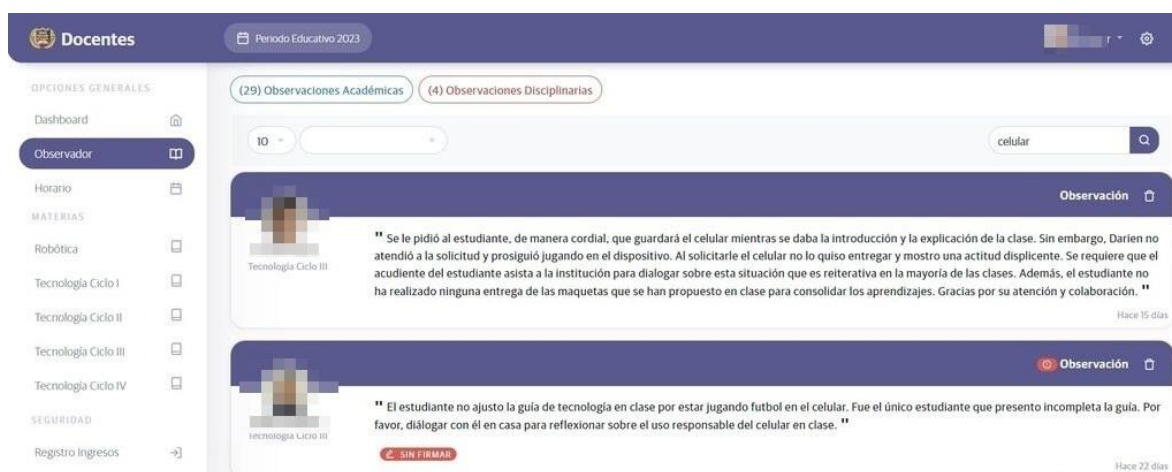 Docentes
Periodo Educativo 2023
r
OPCIONES GENERALES
Dashboard
Observador
Horario
MATERIAS
Robótica
Tecnología Ciclo I
Tecnología Ciclo II
Tecnología Ciclo III
Tecnología Ciclo IV
SEGURIDAD
Registro Ingresos
(29) Observaciones Académicas
(4) Observaciones Disciplinarias
10
celular
Observación
Tecnología Ciclo III
" Se le pidió al estudiante, de manera cordial, que guardará el celular mientras se daba la introducción y la explicación de la clase. Sin embargo, Darien no
atendió a la solicitud y prosiguió jugando en el dispositivo. Al solicitarle el celular no lo quiso entregar y mostro una actitud displicente. Se requiere que el
acudiente del estudiante asista a la institución para dialogar sobre esta situación que es reiterativa en la mayoría de las clases. Además, el estudiante no
ha realizado ninguna entrega de las maquetas que se han propuesto en clase para consolidar los aprendizajes. Gracias por su atención y colaboración. "
Hace 15 días
Observación
Tecnología Ciclo III
" El estudiante no ajusto la guía de tecnología en clase por estar jugando futbol en el celular. Fue el único estudiante que presento incompleta la guía. Por
favor, diálogar con él en casa para reflexionar sobre el uso responsable del celular en clase. "
SIN FIRMAR
Hace 22 días